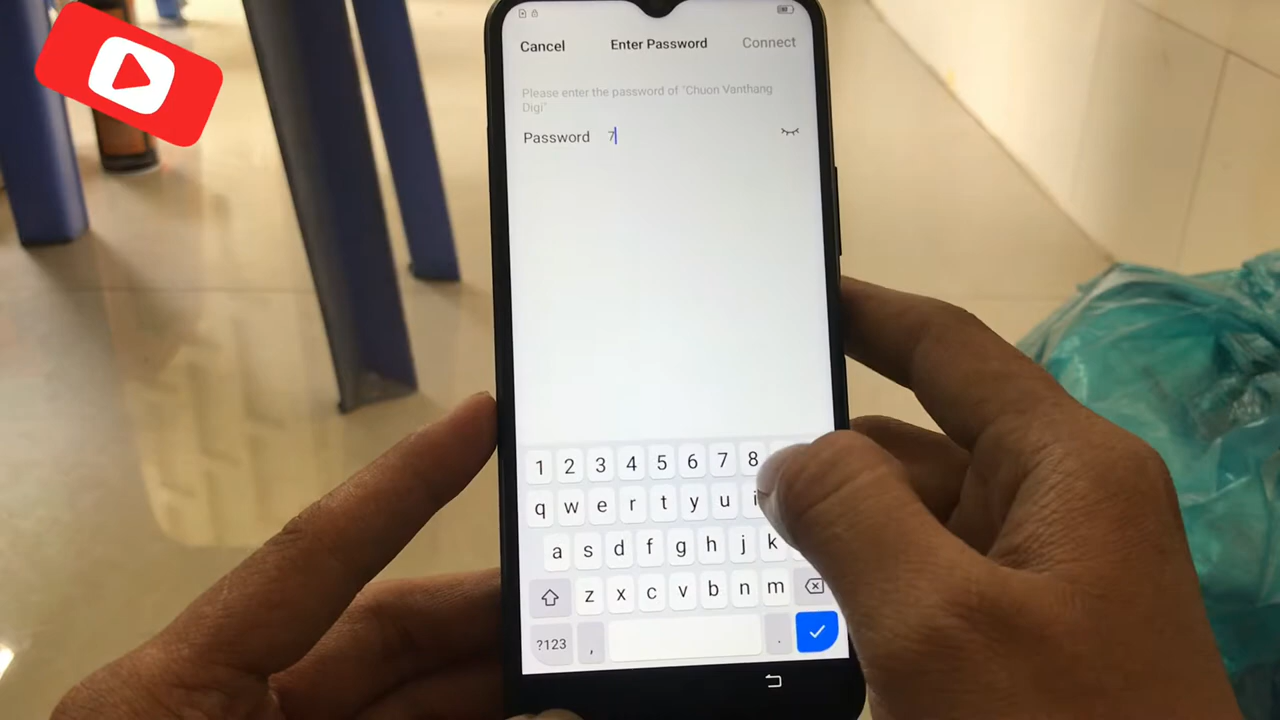 Cancel Enter Password Connect
Please enter the password of "Chuon Vanthang
Digi"
Password 7
1 2 3 4 5 6 7 8
q w e r t y u i
a s d f g h j k
z x c v b n m
?123 , .